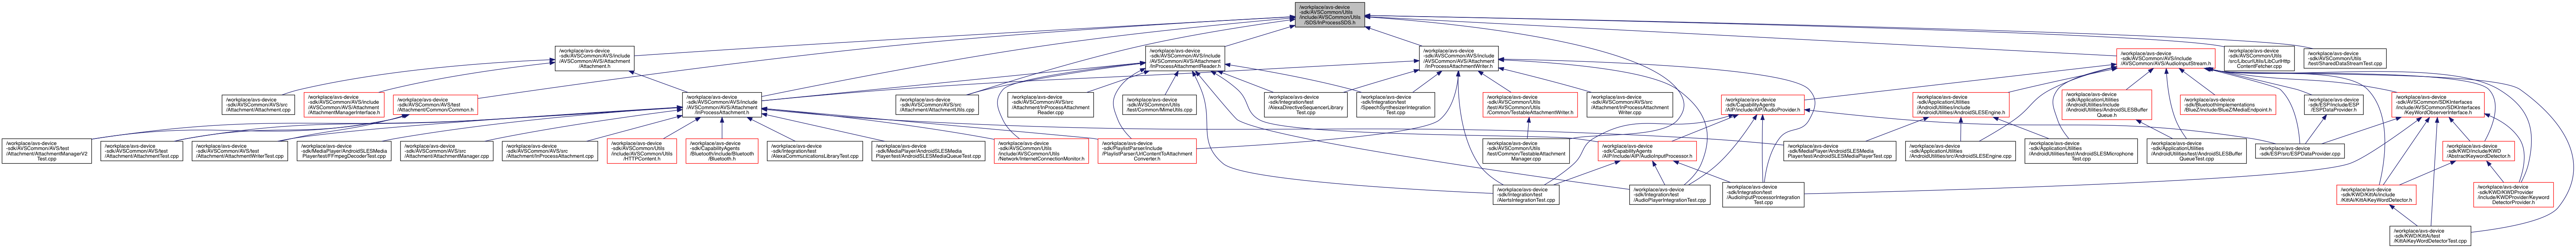 /workplace/avs-device
-sdk/AVSCommon/Utils
/include/AVSCommon/Utils
/SDS/InProcessSDS.h
/workplace/avs-device
-sdk/AVSCommon/AVS/include
/AVSCommon/AVS/Attachment
/Attachment.h
/workplace/avs-device
-sdk/AVSCommon/AVS/include
/AVSCommon/AVS/Attachment
/InProcessAttachmentReader.h
/workplace/avs-device
-sdk/AVSCommon/AVS/include
/AVSCommon/AVS/Attachment
/InProcessAttachmentWriter.h
/workplace/avs-device
-sdk/AVSCommon/AVS/include
/AVSCommon/AVS/AudioInputStream.h
/workplace/avs-device
-sdk/AVSCommon/Utils
/src/LibcurlUtils/LibCurlHttp
ContentFetcher.cpp
/workplace/avs-device
-sdk/AVSCommon/Utils
/test/SharedDataStreamTest.cpp
/workplace/avs-device
-sdk/AVSCommon/AVS/src
/Attachment/Attachment.cpp
/workplace/avs-device
-sdk/AVSCommon/AVS/include
/AVSCommon/AVS/Attachment
/AttachmentManagerInterface.h
/workplace/avs-device
-sdk/AVSCommon/AVS/test
/Attachment/Common/Common.h
/workplace/avs-device
-sdk/AVSCommon/AVS/include
/AVSCommon/AVS/Attachment
/InProcessAttachment.h
/workplace/avs-device
-sdk/AVSCommon/AVS/src
/Attachment/AttachmentUtils.cpp
/workplace/avs-device
-sdk/AVSCommon/AVS/src
/Attachment/InProcessAttachment
Reader.cpp
/workplace/avs-device
-sdk/AVSCommon/Utils
/Common/MimeUtils.cpp
/workplace/avs-device
-sdk/Integration/test
/AlexaDirectiveSequencerLibrary
Test.cpp
/workplace/avs-device
-sdk/Integration/test
/SpeechSynthesizerIntegration
Test.cpp
/workplace/avs-device
-sdk/AVSCommon/Utils
/test/AVSCommon/Utils
/Common/TestableAttachmentWriter.h
/workplace/avs-device
-sdk/AVSCommon/AVS/src
/Attachment/InProcessAttachment
Writer.cpp
/workplace/avs-device
-sdk/CapabilityAgents
/AIP/include/AIP/AudioProvider.h
/workplace/avs-device
-sdk/ApplicationUtilities
/AndroidUtilities/include
/AndroidUtilities/AndroidSLESEngine.h
/workplace/avs-device
-sdk/ApplicationUtilities
/AndroidUtilities/include
/AndroidUtilities/AndroidSLESBuffer
Queue.h
/workplace/avs-device
-sdk/BluetoothImplementations
/BlueZ/include/BlueZ/MediaEndpoint.h
/workplace/avs-device
-sdk/ESP/include/ESP
/ESPDataProvider.h
/workplace/avs-device
-sdk/AVSCommon/SDKInterfaces
/include/AVSCommon/SDKInterfaces
/KeyWordObserverInterface.h
/workplace/avs-device
-sdk/AVSCommon/AVS/test
/Attachment/AttachmentManagerV2
Test.cpp
/workplace/avs-device
-sdk/AVSCommon/AVS/test
/Attachment/AttachmentTest.cpp
/workplace/avs-device
-sdk/AVSCommon/AVS/test
/Attachment/AttachmentWriterTest.cpp
/workplace/avs-device
-sdk/MediaPlayer/AndroidSLESMedia
Player/test/FFmpegDecoderTest.cpp
/workplace/avs-device
-sdk/AVSCommon/AVS/src
/Attachment/AttachmentManager.cpp
/workplace/avs-device
-sdk/AVSCommon/AVS/src
/Attachment/InProcessAttachment.cpp
/workplace/avs-device
-sdk/AVSCommon/Utils
/include/AVSCommon/Utils
/HTTPContent.h
/workplace/avs-device
-sdk/CapabilityAgents
/Bluetooth/include/Bluetooth
/Bluetooth.h
/workplace/avs-device
-sdk/Integration/test
/AlexaCommunicationsLibraryTest.cpp
/workplace/avs-device
-sdk/MediaPlayer/AndroidSLESMedia
Player/test/AndroidSLESMediaQueueTest.cpp
/workplace/avs-device
-sdk/AVSCommon/Utils
/include/AVSCommon/Utils
/Network/InternetConnectionMonitor.h
/workplace/avs-device
-sdk/PlaylistParser/include
/PlaylistParser/UrlContentToAttachment
Converter.h
/workplace/avs-device
-sdk/AVSCommon/Utils
/test/Common/TestableAttachment
Manager.cpp
/workplace/avs-device
-sdk/CapabilityAgents
/AIP/include/AIP/AudioInputProcessor.h
/workplace/avs-device
-sdk/MediaPlayer/AndroidSLESMedia
Player/test/AndroidSLESMediaPlayerTest.cpp
/workplace/avs-device
-sdk/ApplicationUtilities
/AndroidUtilities/src/AndroidSLESEngine.cpp
/workplace/avs-device
-sdk/ApplicationUtilities
/AndroidUtilities/test/AndroidSLESMicrophone
Test.cpp
/workplace/avs-device
-sdk/ApplicationUtilities
/AndroidUtilities/test/AndroidSLESBuffer
QueueTest.cpp
/workplace/avs-device
-sdk/ESP/src/ESPDataProvider.cpp
/workplace/avs-device
-sdk/KWD/include/KWD
/AbstractKeywordDetector.h
/workplace/avs-device
-sdk/Integration/test
/AlertsIntegrationTest.cpp
/workplace/avs-device
-sdk/Integration/test
/AudioPlayerIntegrationTest.cpp
/workplace/avs-device
-sdk/Integration/test
/AudioInputProcessorIntegration
Test.cpp
/workplace/avs-device
-sdk/KWD/KittAi/include
/KittAi/KittAiKeyWordDetector.h
/workplace/avs-device
-sdk/KWD/KWDProvider
/include/KWDProvider/Keyword
DetectorProvider.h
/workplace/avs-device
-sdk/KWD/KittAi/test
/KittAiKeyWordDetectorTest.cpp